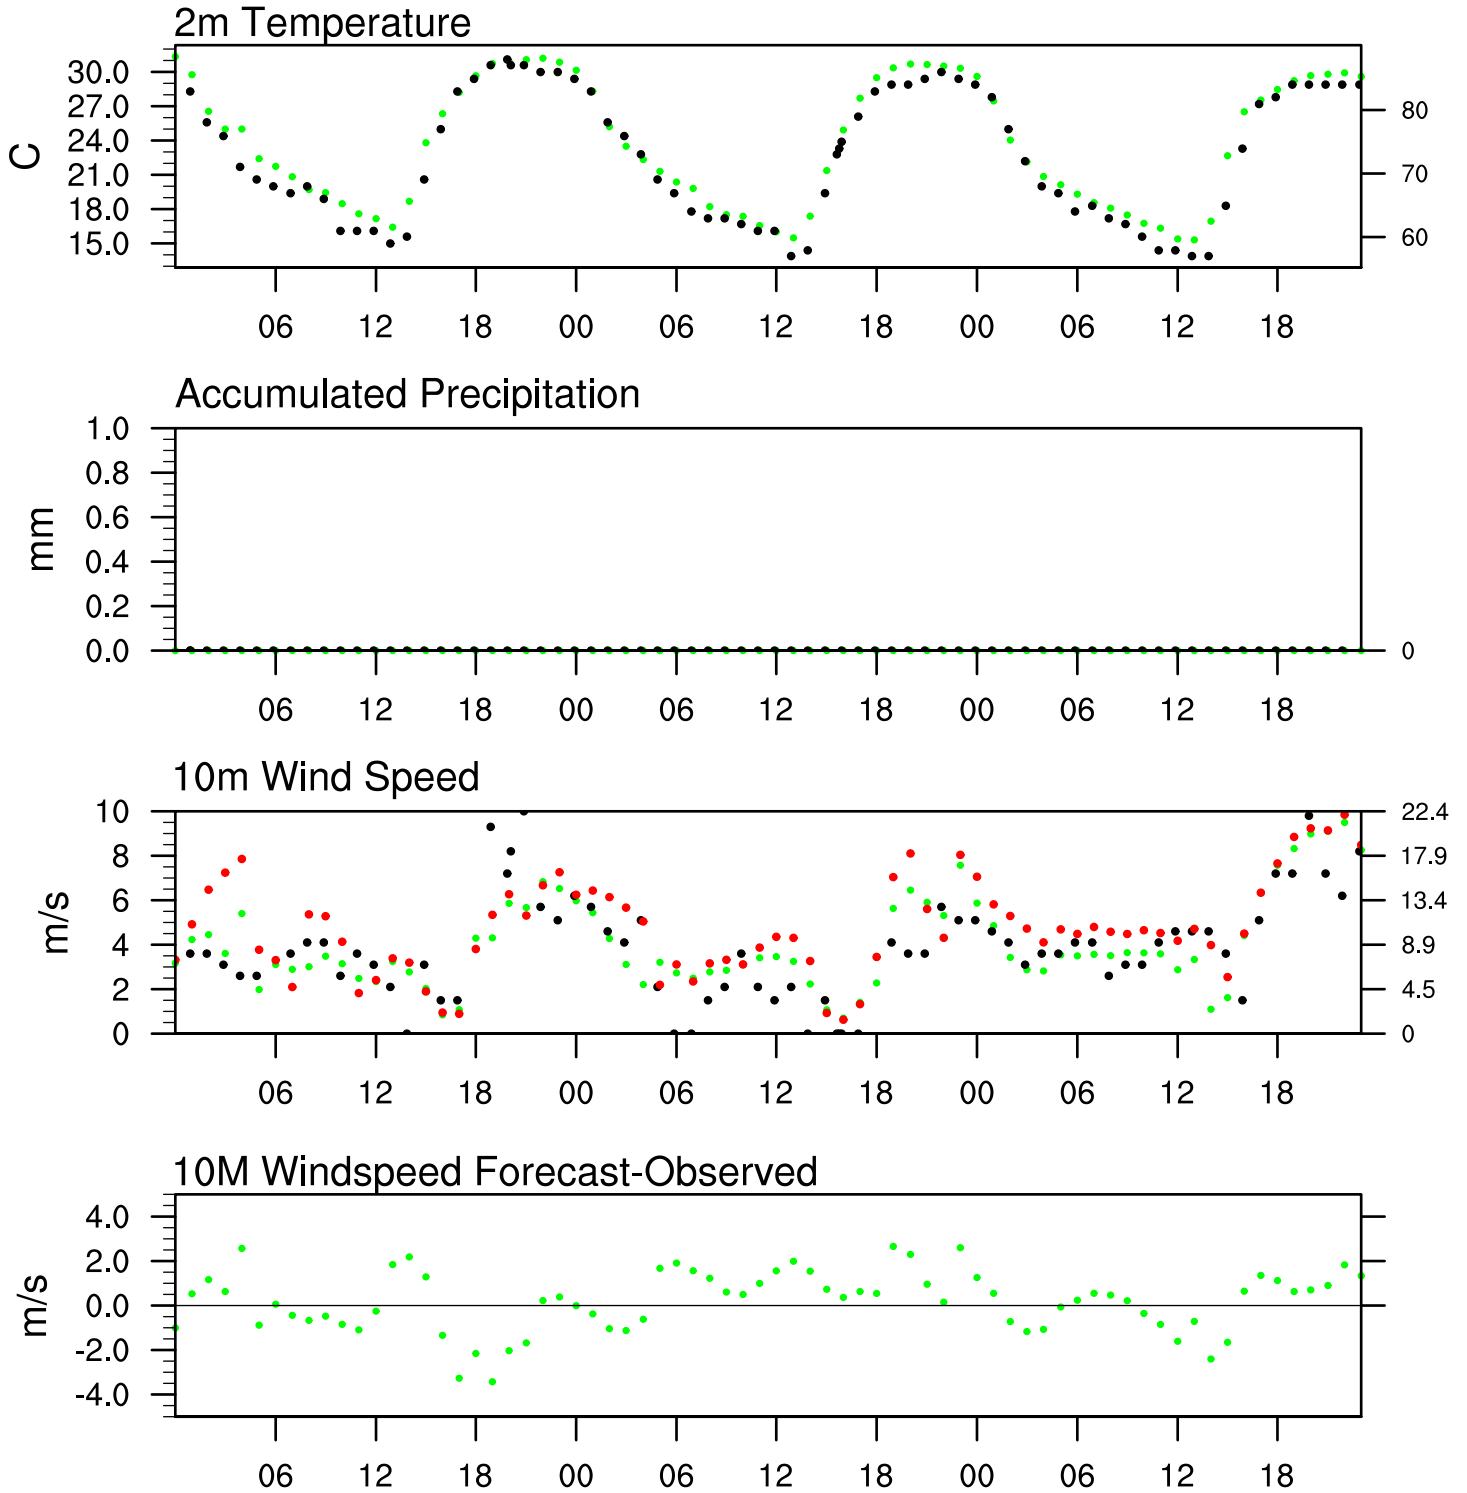 2m Temperature
30.0
27.0
24.0
21.0
18.0
15.0
C
80
70
60
06 12 18 00 06 12 18 00 06 12 18
Accumulated Precipitation
1.0
0.8
0.6
0.4
0.2
0.0
mm
0
06 12 18 00 06 12 18 00 06 12 18
10m Wind Speed
10
8
6
4
2
0
m/s
22.4
17.9
13.4
8.9
4.5
0
06 12 18 00 06 12 18 00 06 12 18
10M Windspeed Forecast-Observed
4.0
2.0
0.0
-2.0
-4.0
m/s
06 12 18 00 06 12 18 00 06 12 18